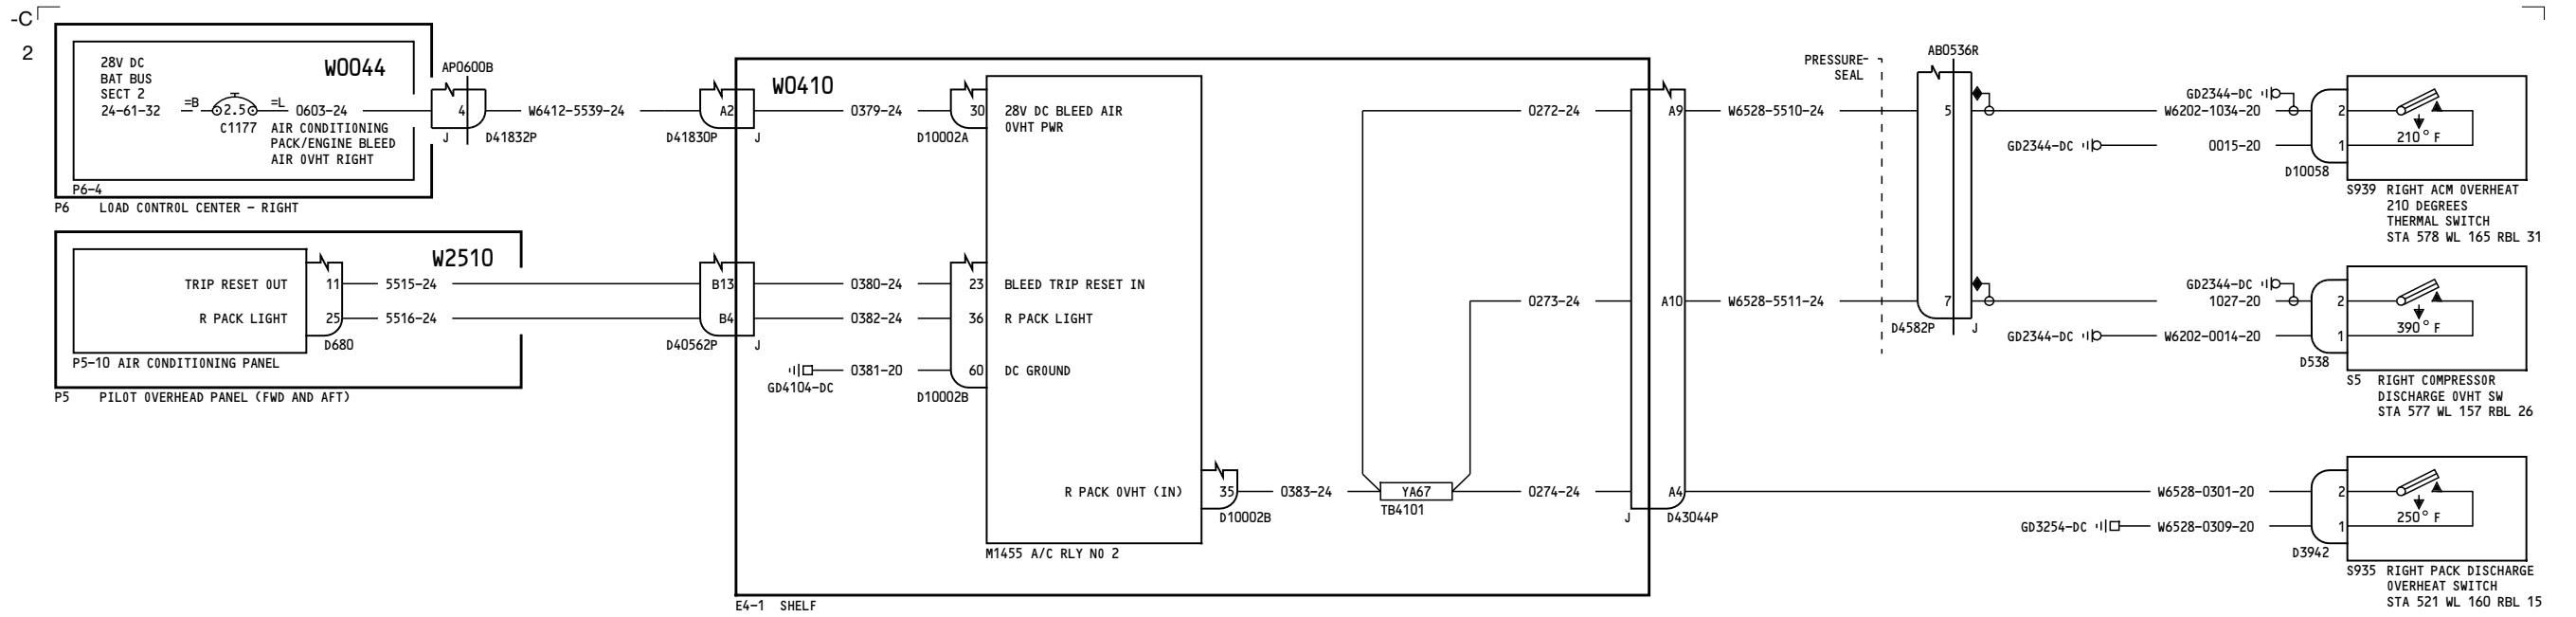 -C
2
28V DC
BAT BUS
SECT 2
24-61-32
=B
2.5
=L
0603-24
C1177
AIR CONDITIONING
PACK/ENGINE BLEED
AIR OVHT RIGHT
W0044
P6-4
P6 LOAD CONTROL CENTER - RIGHT
AP0600B
4
J
D41832P
W6412-5539-24
A2
D41830P
J
W0410
0379-24
30
D10002A
28V DC BLEED AIR
OVHT PWR
W2510
TRIP RESET OUT
11
5515-24
R PACK LIGHT
25
5516-24
D680
P5-10 AIR CONDITIONING PANEL
P5 PILOT OVERHEAD PANEL (FWD AND AFT)
B13
B4
D40562P
J
0380-24
23
BLEED TRIP RESET IN
0382-24
36
R PACK LIGHT
GD4104-DC
0381-20
60
DC GROUND
D10002B
R PACK OVHT (IN)
35
D10002B
M1455 A/C RLY NO 2
E4-1 SHELF
0383-24
YA67
TB4101
0272-24
0273-24
0274-24
A9
A10
A4
J
D43044P
W6528-5510-24
W6528-5511-24
PRESSURE-
SEAL
AB0536R
5
7
D4582P
J
GD2344-DC
W6202-1034-20
2
GD2344-DC
0015-20
1
D10058
210° F
S939 RIGHT ACM OVERHEAT
210 DEGREES
THERMAL SWITCH
STA 578 WL 165 RBL 31
GD2344-DC
1027-20
2
GD2344-DC
W6202-0014-20
1
D538
390° F
S5 RIGHT COMPRESSOR
DISCHARGE OVHT SW
STA 577 WL 157 RBL 26
W6528-0301-20
2
GD3254-DC
W6528-0309-20
1
D3942
250° F
S935 RIGHT PACK DISCHARGE
OVERHEAT SWITCH
STA 521 WL 160 RBL 15